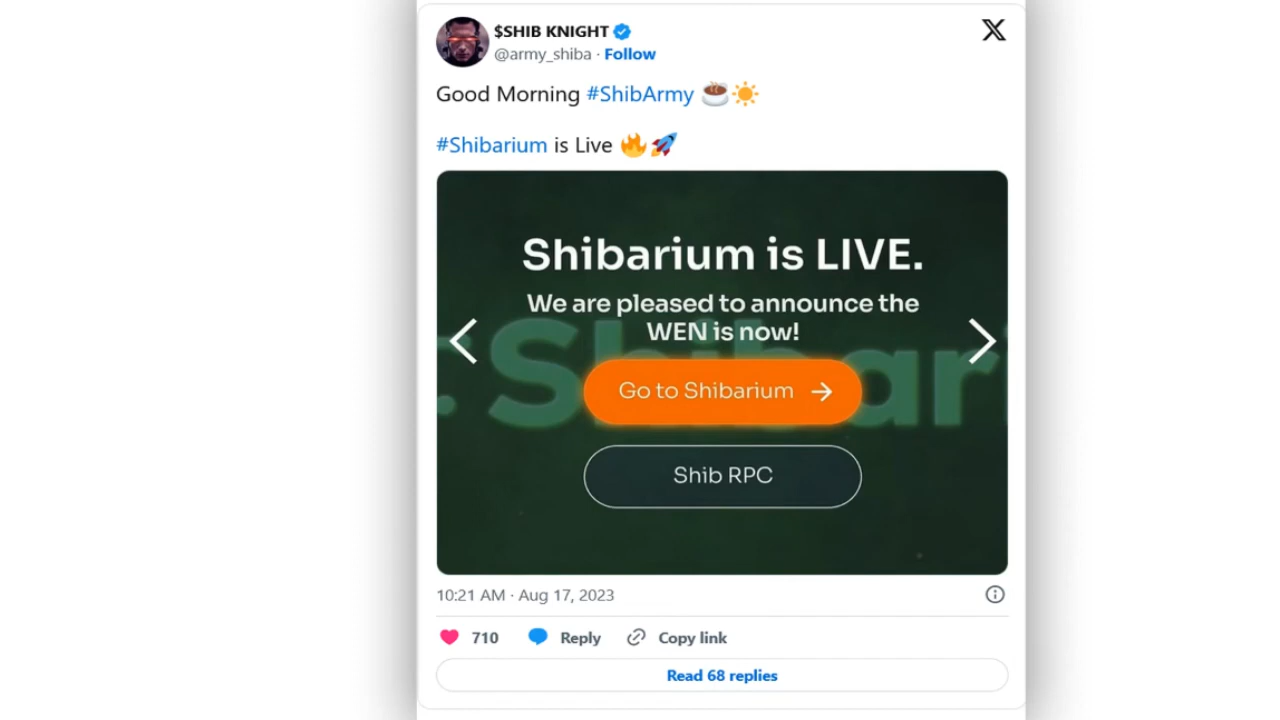 $SHIB KNIGHT
@army_shiba · Follow
Good Morning #ShibArmy ☕☀️
#Shibarium is Live 🔥🚀
Shibarium is LIVE.
We are pleased to announce the
WEN is now!
:Shibari
Go to Shibarium →
Shib RPC
10:21 AM · Aug 17, 2023
710 Reply Copy link
Read 68 replies